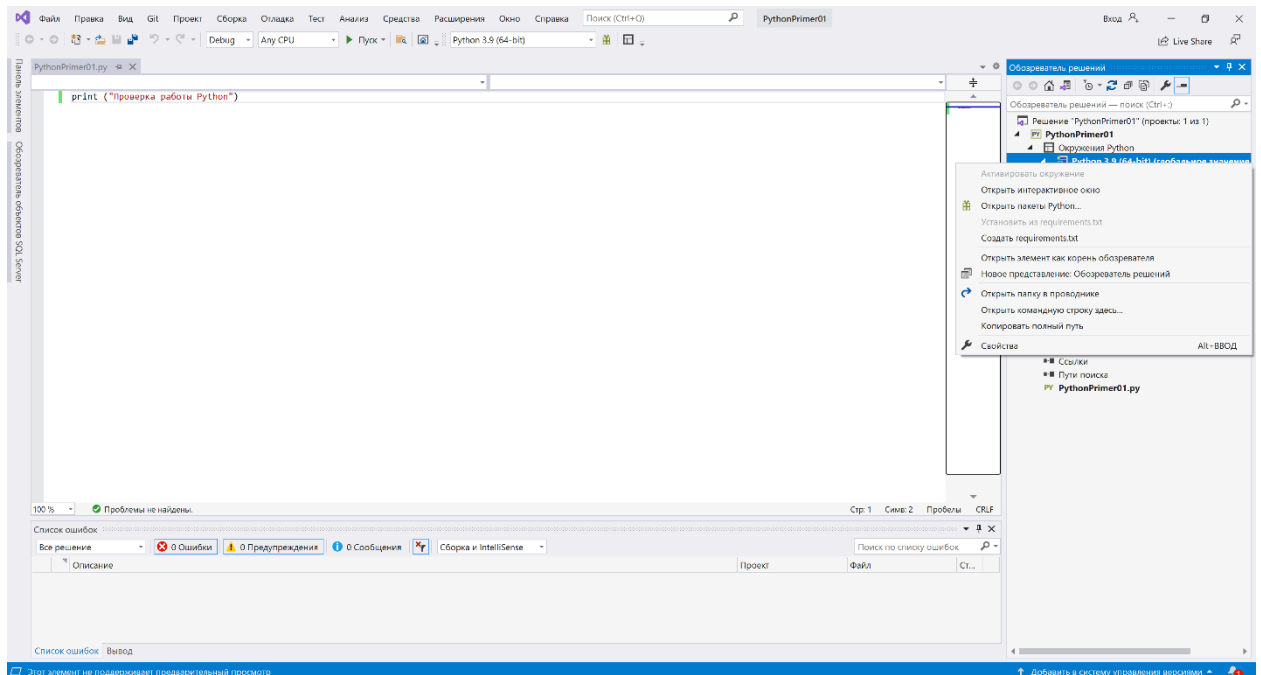 Файл Правка Вид Git Проект Сборка Отладка Тест Анализ Средства Расширения Окно Справка Поиск (Ctrl+Q) PythonPrimer01 Вход
Debug Any CPU Пуск Python 3.9 (64-bit) Live Share
Панель элементов
Обозреватель объектов SQL Server
PythonPrimer01.py
print ("Проверка работы Python")
100 % Проблемы не найдены. Стр: 1 Симв: 2 Пробелы CRLF
Список ошибок
Все решение 0 Ошибки 0 Предупреждения 0 Сообщения Сборка и IntelliSense Поиск по списку ошибок
Описание Проект Файл Ст...
Список ошибок Вывод
Обозреватель решений
Обозреватель решений — поиск (Ctrl+;)
Решение "PythonPrimer01" (проекты: 1 из 1)
PythonPrimer01
Окружения Python
Python 3.9 (64-bit) (глобальное значение
Активировать окружение
Открыть интерактивное окно
Открыть пакеты Python...
Установить из requirements.txt
Создать requirements.txt
Открыть элемент как корень обозревателя
Новое представление: Обозреватель решений
Открыть папку в проводнике
Открыть командную строку здесь...
Копировать полный путь
Свойства Alt+ВВОД
Ссылки
Пути поиска
PythonPrimer01.py
Этот элемент не поддерживает предварительный просмотр Добавить в систему управления версиями